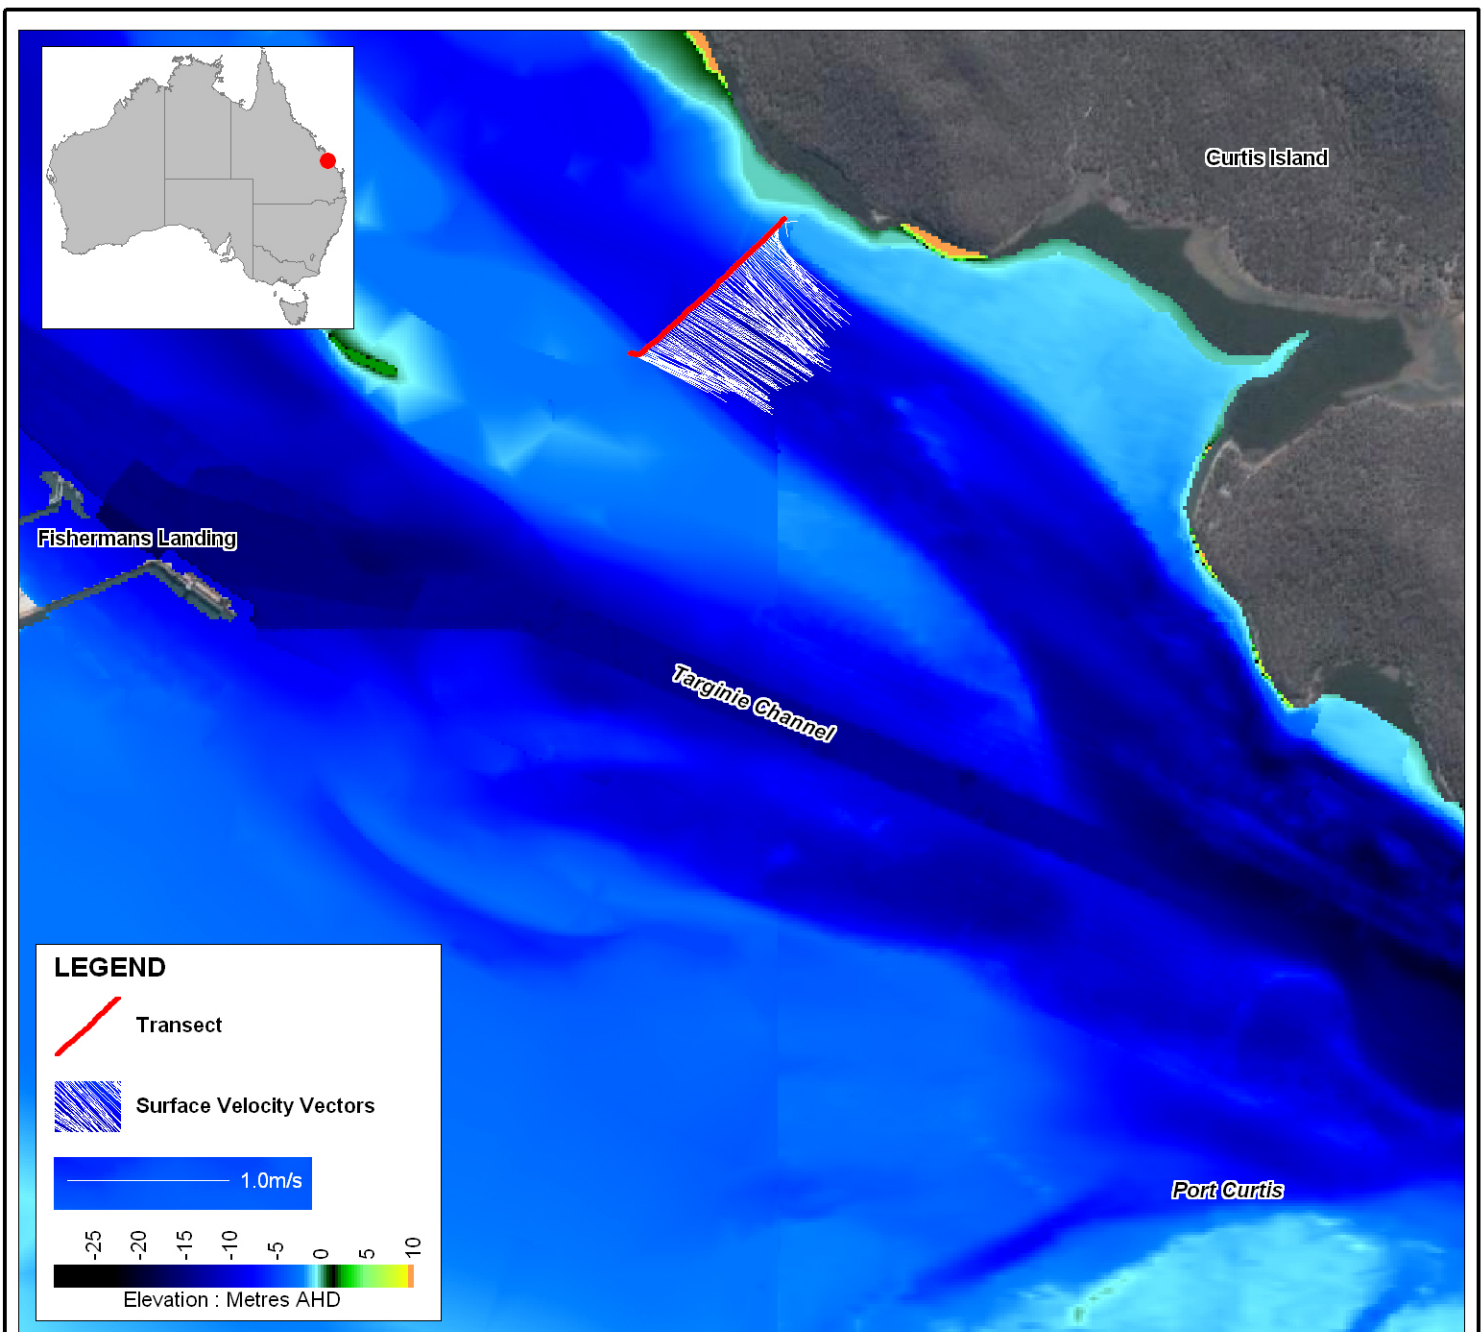 Curtis Island
Fishermans Landing
Targinie Channel
LEGEND
Transect
Surface Velocity Vectors
1.0m/s
-25 -20 -15 -10 -5 0 5 10
Elevation : Metres AHD
Port Curtis